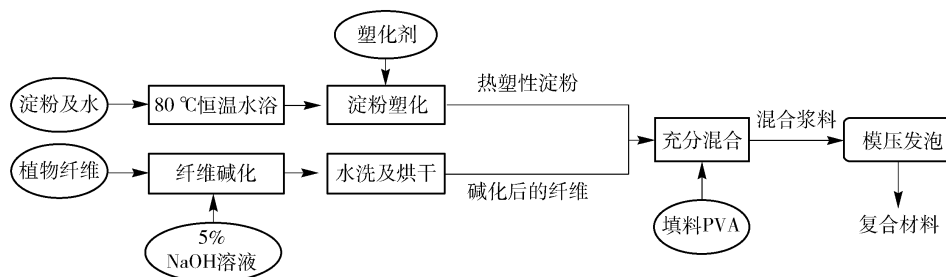 塑化剂
淀粉及水
80 ℃恒温水浴
淀粉塑化
热塑性淀粉
植物纤维
纤维碱化
水洗及烘干
碱化后的纤维
充分混合
混合浆料
模压发泡
5%
NaOH溶液
填料PVA
复合材料